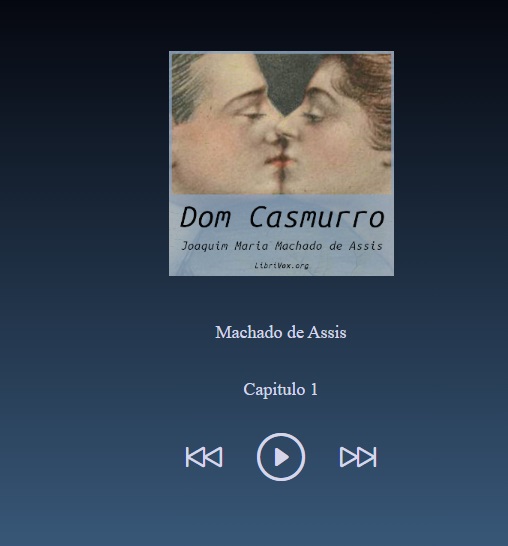 Dom Casmurro
Joaquim Maria Machado de Assis
LibriVox.org
Machado de Assis
Capitulo 1